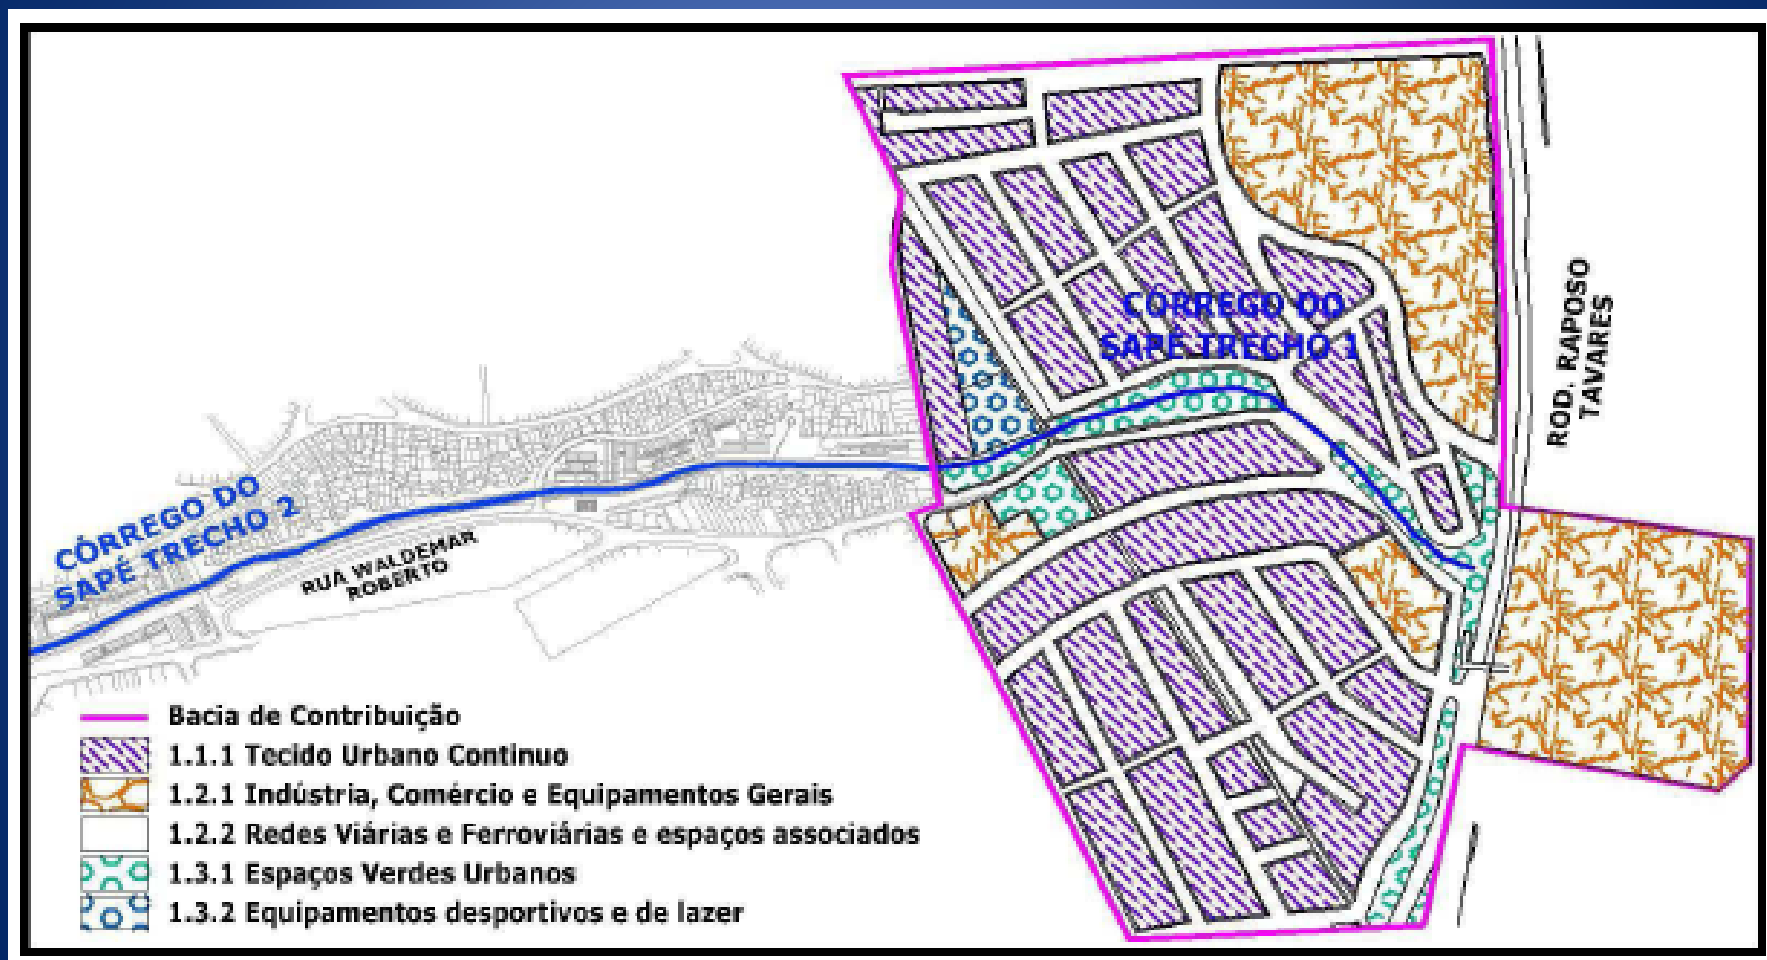 CÓRREGO DO
SAPÉ TRECHO 1
ROD. RAPOSO
TAVARES
CÓRREGO DO
SAPÉ TRECHO 2
RUA WALDEMAR
ROBERTO
Bacia de Contribuição
1.1.1 Tecido Urbano Continuo
1.2.1 Indústria, Comércio e Equipamentos Gerais
1.2.2 Redes Viárias e Ferroviárias e espaços associados
1.3.1 Espaços Verdes Urbanos
1.3.2 Equipamentos desportivos e de lazer